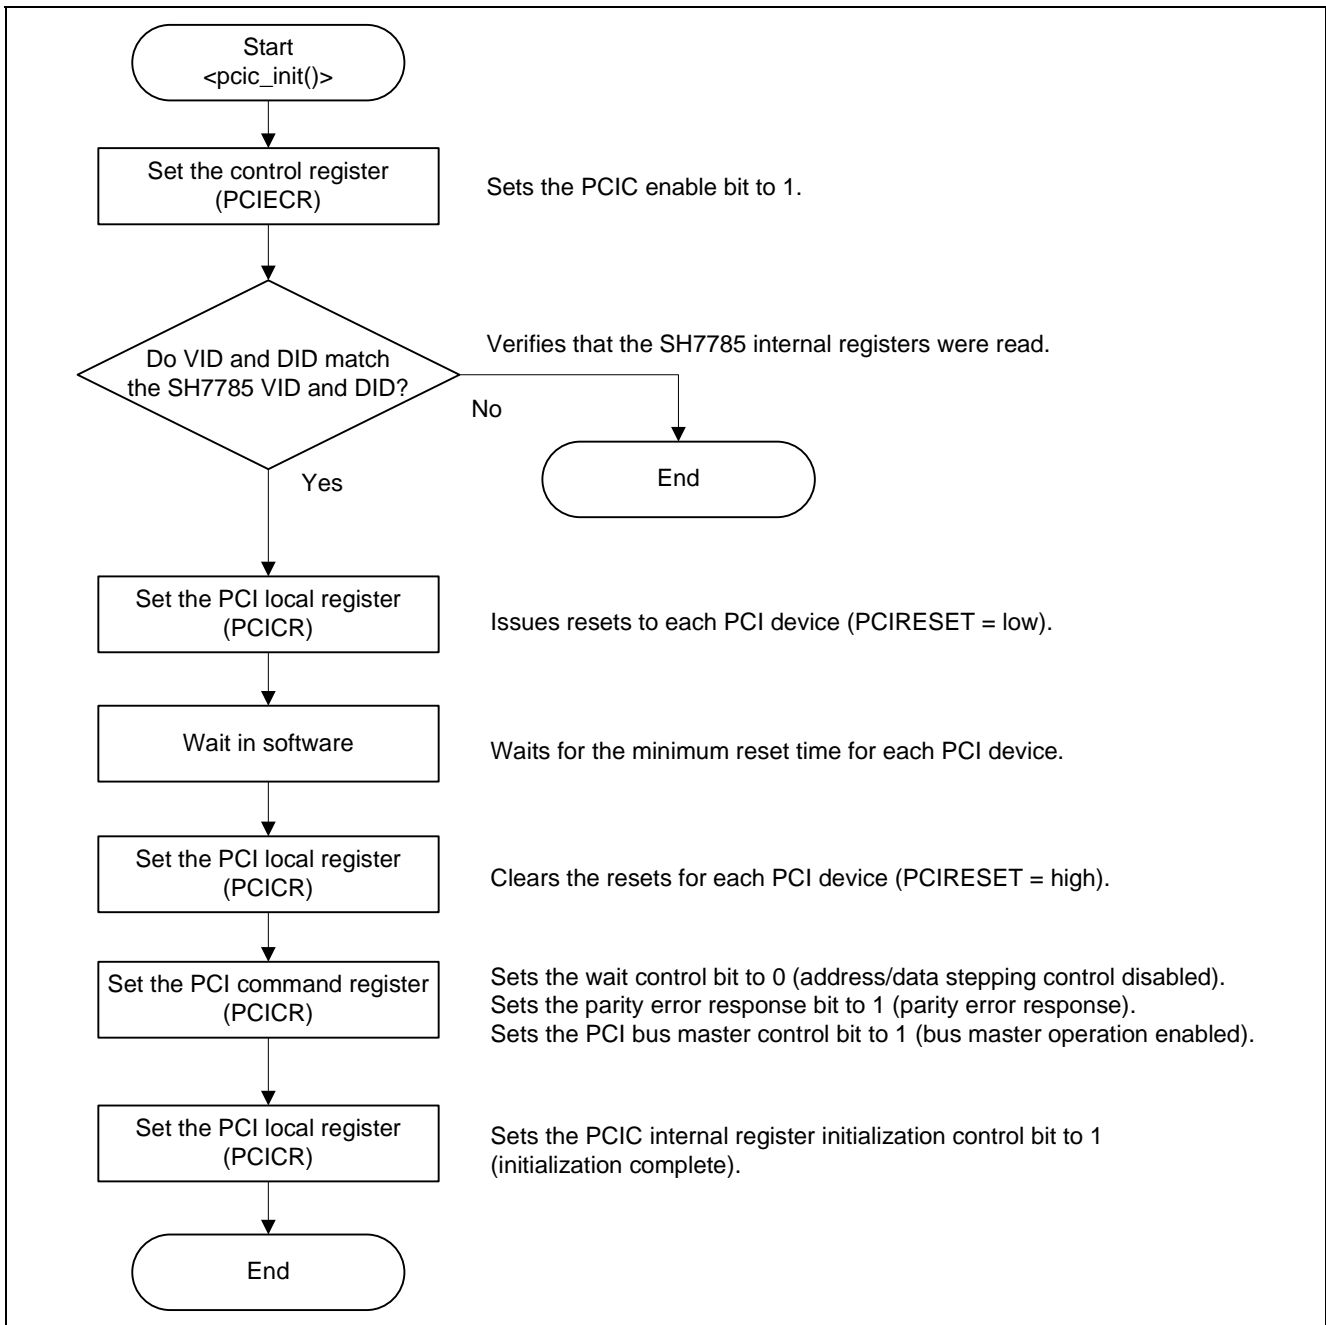 Start
<pcic_init()>
Set the control register
(PCIECR)
Sets the PCIC enable bit to 1.
Do VID and DID match
the SH7785 VID and DID?
Verifies that the SH7785 internal registers were read.
No
End
Yes
Set the PCI local register
(PCICR)
Issues resets to each PCI device (PCIRESET = low).
Wait in software
Waits for the minimum reset time for each PCI device.
Set the PCI local register
(PCICR)
Clears the resets for each PCI device (PCIRESET = high).
Set the PCI command register
(PCICR)
Sets the wait control bit to 0 (address/data stepping control disabled).
Sets the parity error response bit to 1 (parity error response).
Sets the PCI bus master control bit to 1 (bus master operation enabled).
Set the PCI local register
(PCICR)
Sets the PCIC internal register initialization control bit to 1
(initialization complete).
End